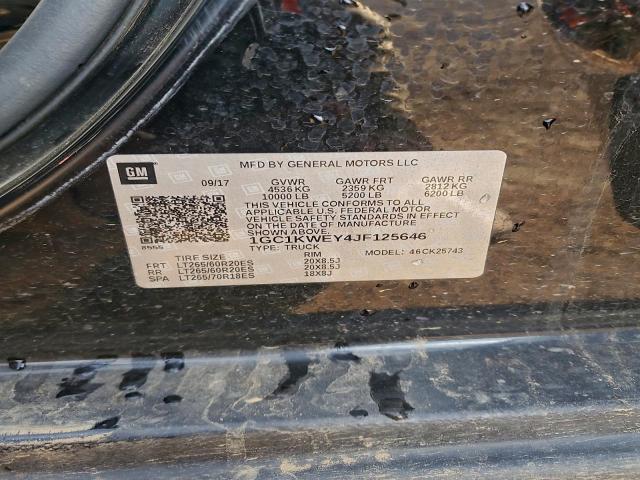 GM
MFD BY GENERAL MOTORS LLC
09/17 GVWR GAWR FRT GAWR RR
4536 KG 2359 KG 2812 KG
10000 LB 5200 LB 6200 LB
THIS VEHICLE CONFORMS TO ALL
APPLICABLE U.S. FEDERAL MOTOR
VEHICLE SAFETY STANDARDS IN EFFECT
ON THE DATE OF MANUFACTURE
SHOWN ABOVE.
1GC1KWEY4JF125646
TYPE: TRUCK MODEL: 46CK25743
TIRE SIZE RIM
FRT LT265/60R20ES 20X8.5J
RR LT265/60R20ES 20X8.5J
SPA LT265/70R18ES 18X8J